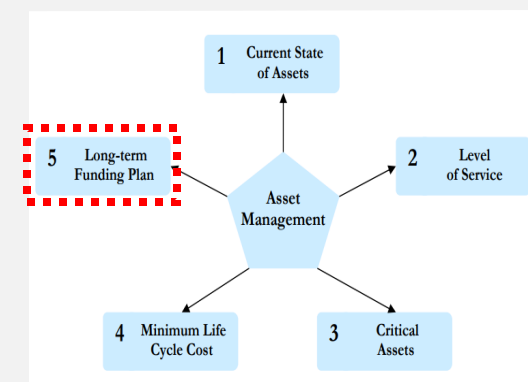 1 Current State
of Assets
5 Long-term
Funding Plan
2 Level
of Service
Asset
Management
4 Minimum Life
Cycle Cost
3 Critical
Assets